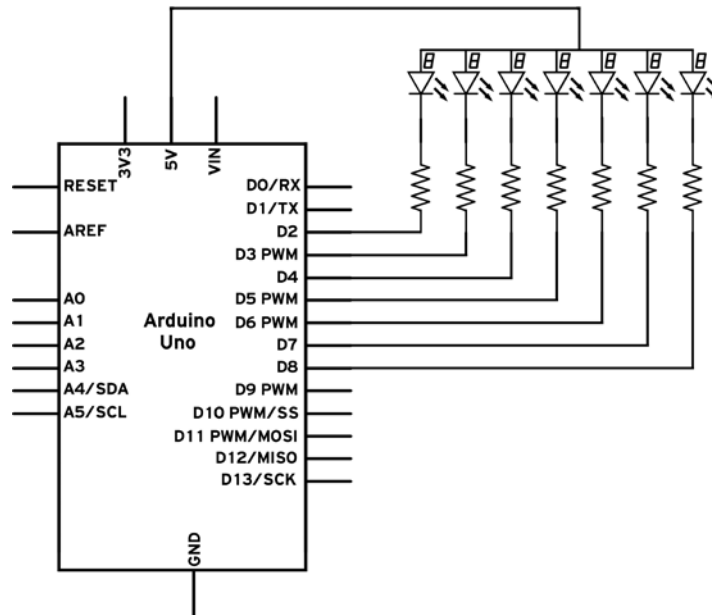 3V3
5V
VIN
RESET
AREF
A0
A1
A2
A3
A4/SDA
A5/SCL
Arduino
Uno
D0/RX
D1/TX
D2
D3 PWM
D4
D5 PWM
D6 PWM
D7
D8
D9 PWM
D10 PWM/SS
D11 PWM/MOSI
D12/MISO
D13/SCK
GND